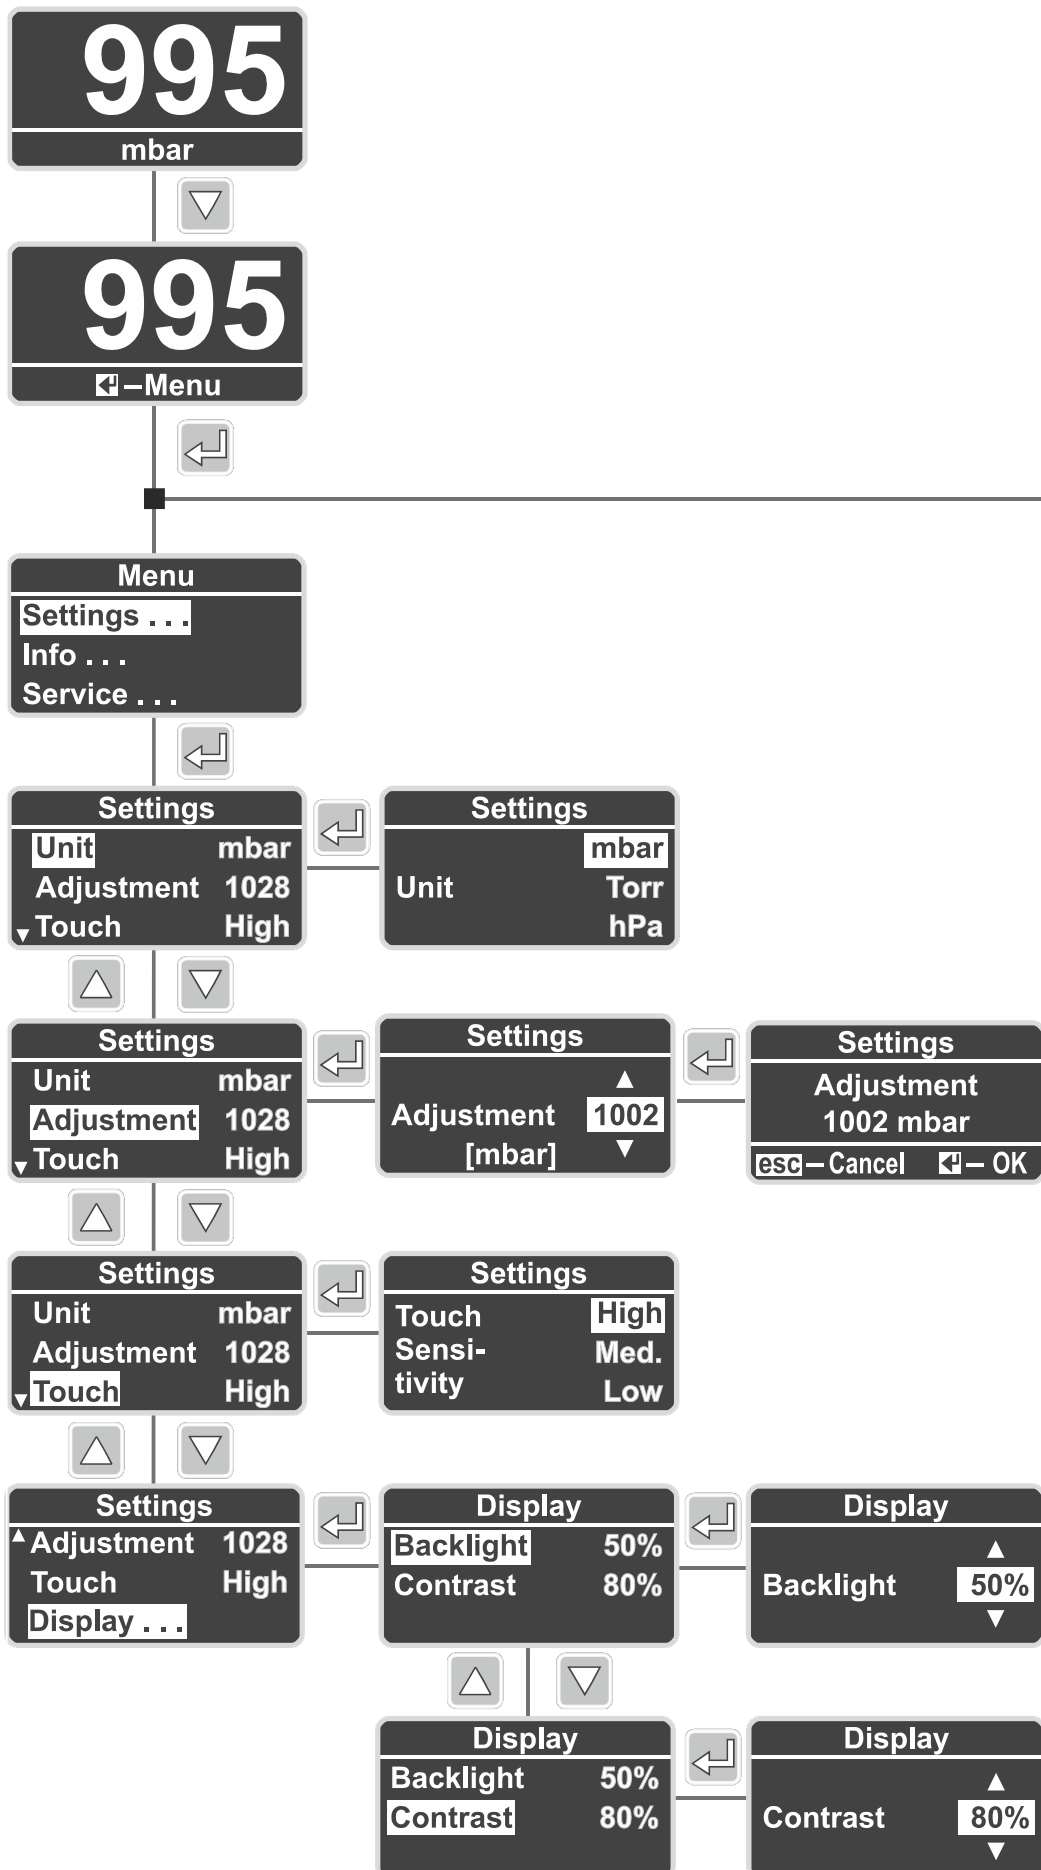 995
mbar
995
–Menu
Menu
Settings . . .
Info . . .
Service . . .
Settings
Unit mbar
Adjustment 1028
Touch High
Settings
mbar
Unit Torr
hPa
Settings
Unit mbar
Adjustment 1028
Touch High
Settings
Adjustment 1002
[mbar]
Settings
Adjustment
1002 mbar
esc – Cancel – OK
Settings
Unit mbar
Adjustment 1028
Touch High
Settings
Touch High
Sensi- Med.
tivity Low
Settings
Adjustment 1028
Touch High
Display . . .
Display
Backlight 50%
Contrast 80%
Display
Backlight 50%
Display
Backlight 50%
Contrast 80%
Display
Contrast 80%